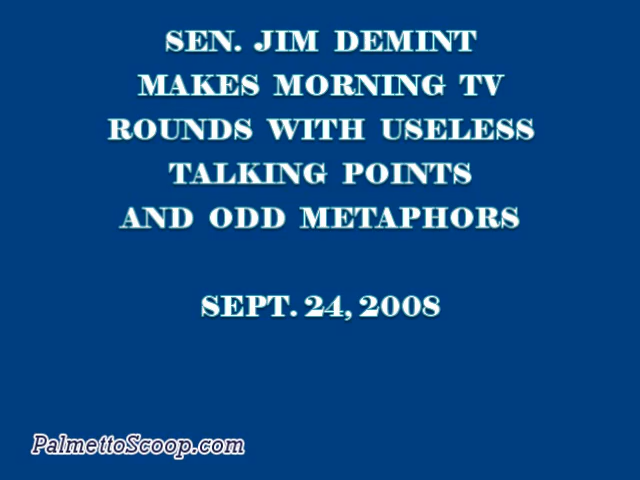 SEN. JIM DEMINT
MAKES MORNING TV
ROUNDS WITH USELESS
TALKING POINTS
AND ODD METAPHORS
SEPT. 24, 2008
PalmettoScoop.com